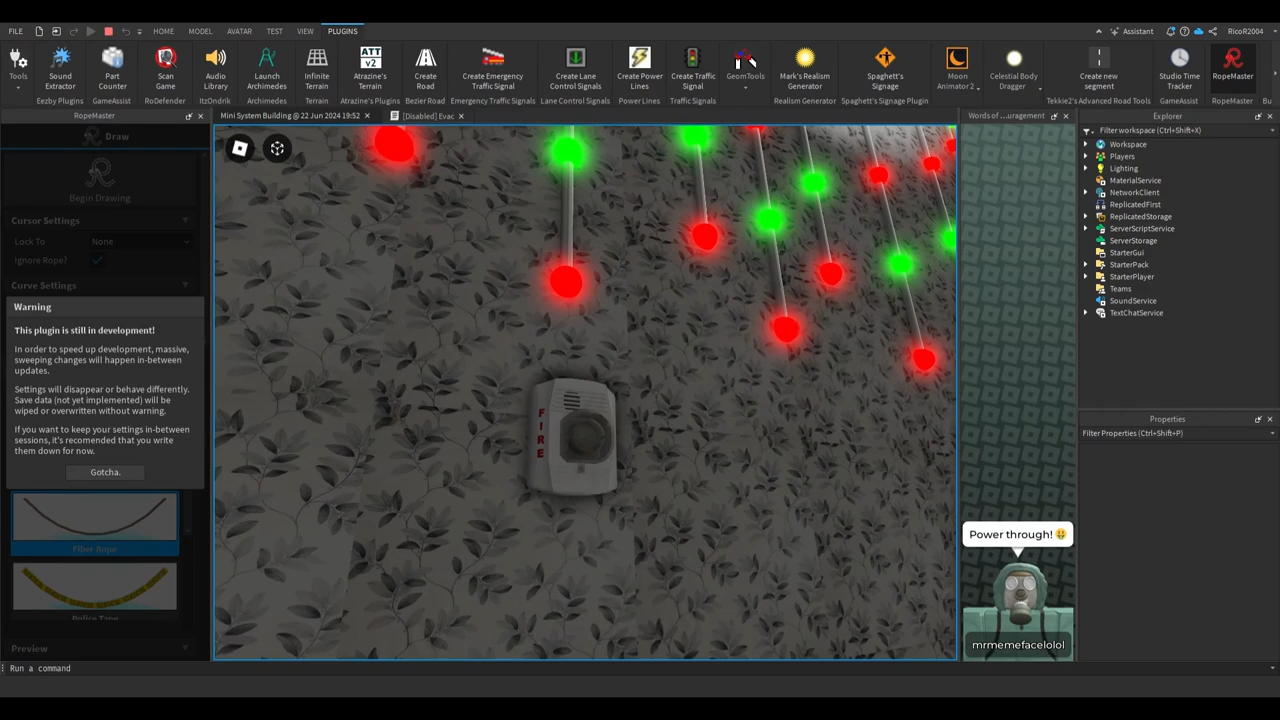 FILE
HOME
MODEL
AVATAR
TEST
VIEW
PLUGINS
Assistant
RicoR2004
Tools
Sound
Extractor
Ezby Plugins
Part
Counter
GameAssist
Scan
Game
RoDefender
Audio
Library
ItzOndrik
Launch
Archimedes
Archimedes
Infinite
Terrain
Terrain
ATT
v2
Atrazine's
Terrain
Atrazine's Plugins
Create
Road
Bezier Road
Create Emergency
Traffic Signal
Emergency Traffic Signals
Create Lane
Control Signals
Lane Control Signals
Create Power
Lines
Power Lines
Create Traffic
Signal
Traffic Signals
GeomTools
Mark's Realism
Generator
Realism Generator
Spaghett's
Signage
Spaghett's Signage Plugin
Moon
Animator 2
Celestial Body
Dragger
Create new
segment
Tekkie2's Advanced Road Tools
Studio Time
Tracker
GameAssist
RopeMaster
RopeMaster
Bu
RopeMaster
Mini System Building @ 22 Jun 2024 19:52
[Disabled] Evac
Words of ...uragement
Explorer
Draw
Begin Drawing
Cursor Settings
Lock To
None
Ignore Rope?
Curve Settings
Warning
This plugin is still in development!
In order to speed up development, massive,
sweeping changes will happen in-between
updates.
Settings will disappear or behave differently.
Save data (not yet implemented) will be
wiped or overwritten without warning.
If you want to keep your settings in-between
sessions, it's recomended that you write
them down for now.
Gotcha.
Fiber Rope
Police Tape
Preview
FIRE
Power through! 😃
mrmemefacelolol
Filter workspace (Ctrl+Shift+X)
Workspace
Players
Lighting
MaterialService
NetworkClient
ReplicatedFirst
ReplicatedStorage
ServerScriptService
ServerStorage
StarterGui
StarterPack
StarterPlayer
Teams
SoundService
TextChatService
Properties
Filter Properties (Ctrl+Shift+P)
Run a command